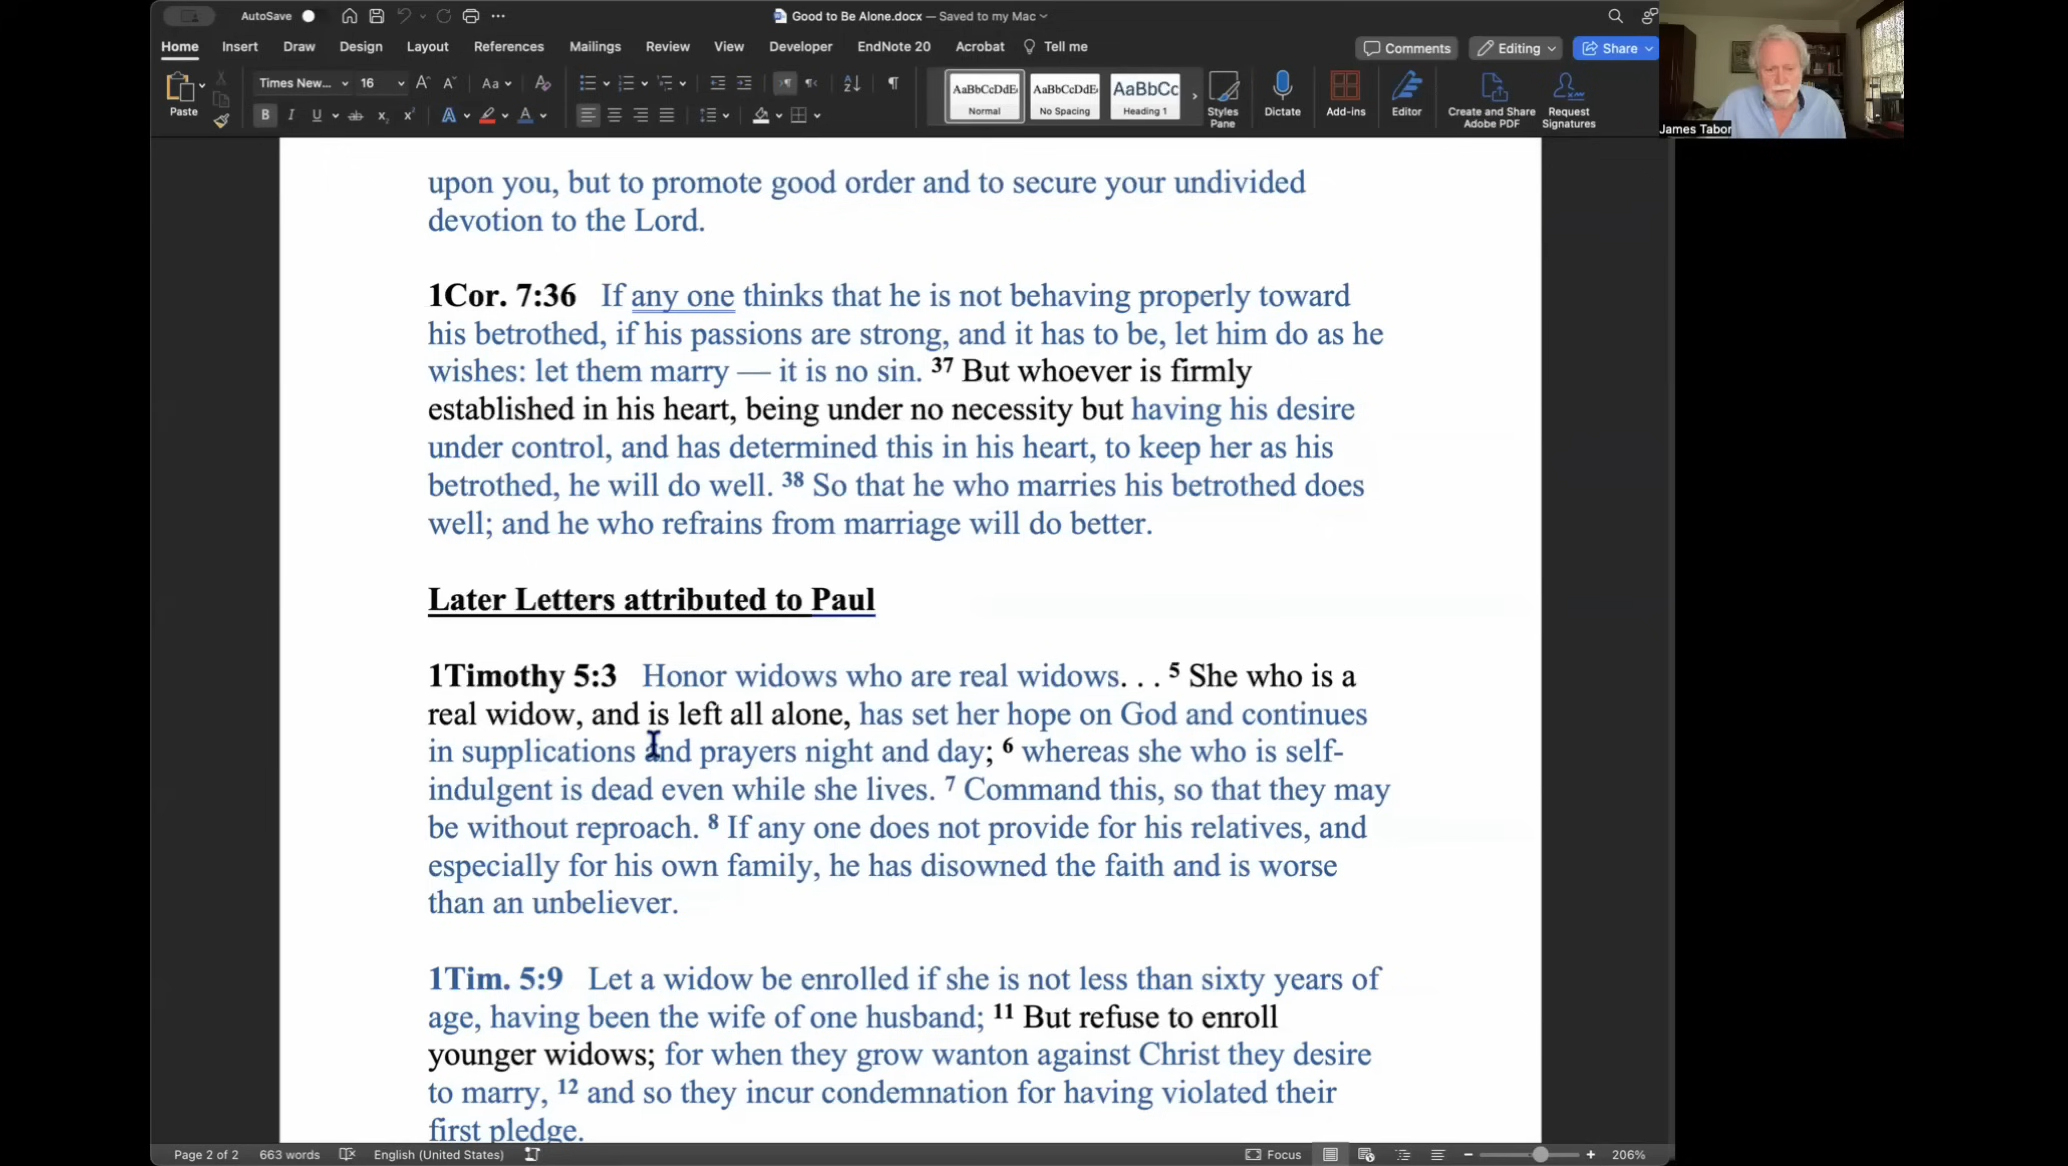 AutoSave
Good to Be Alone.docx — Saved to my Mac
Home Insert Draw Design Layout References Mailings Review View Developer EndNote 20 Acrobat Tell me
Comments Editing Share
Paste
Times New... 16
Aa
B I U ab x₂ x² A A
AaBbCcDdE AaBbCcDdE AaBbCc
Normal No Spacing Heading 1
Styles Pane
Dictate
Add-ins
Editor
Create and Share Adobe PDF
Request Signatures
James Tabor
upon you, but to promote good order and to secure your undivided
devotion to the Lord.
1Cor. 7:36 If any one thinks that he is not behaving properly toward
his betrothed, if his passions are strong, and it has to be, let him do as he
wishes: let them marry — it is no sin. 37 But whoever is firmly
established in his heart, being under no necessity but having his desire
under control, and has determined this in his heart, to keep her as his
betrothed, he will do well. 38 So that he who marries his betrothed does
well; and he who refrains from marriage will do better.
Later Letters attributed to Paul
1Timothy 5:3 Honor widows who are real widows. . . 5 She who is a
real widow, and is left all alone, has set her hope on God and continues
in supplications and prayers night and day; 6 whereas she who is self-
indulgent is dead even while she lives. 7 Command this, so that they may
be without reproach. 8 If any one does not provide for his relatives, and
especially for his own family, he has disowned the faith and is worse
than an unbeliever.
1Tim. 5:9 Let a widow be enrolled if she is not less than sixty years of
age, having been the wife of one husband; 11 But refuse to enroll
younger widows; for when they grow wanton against Christ they desire
to marry, 12 and so they incur condemnation for having violated their
first pledge.
Page 2 of 2 663 words English (United States) Focus 206%